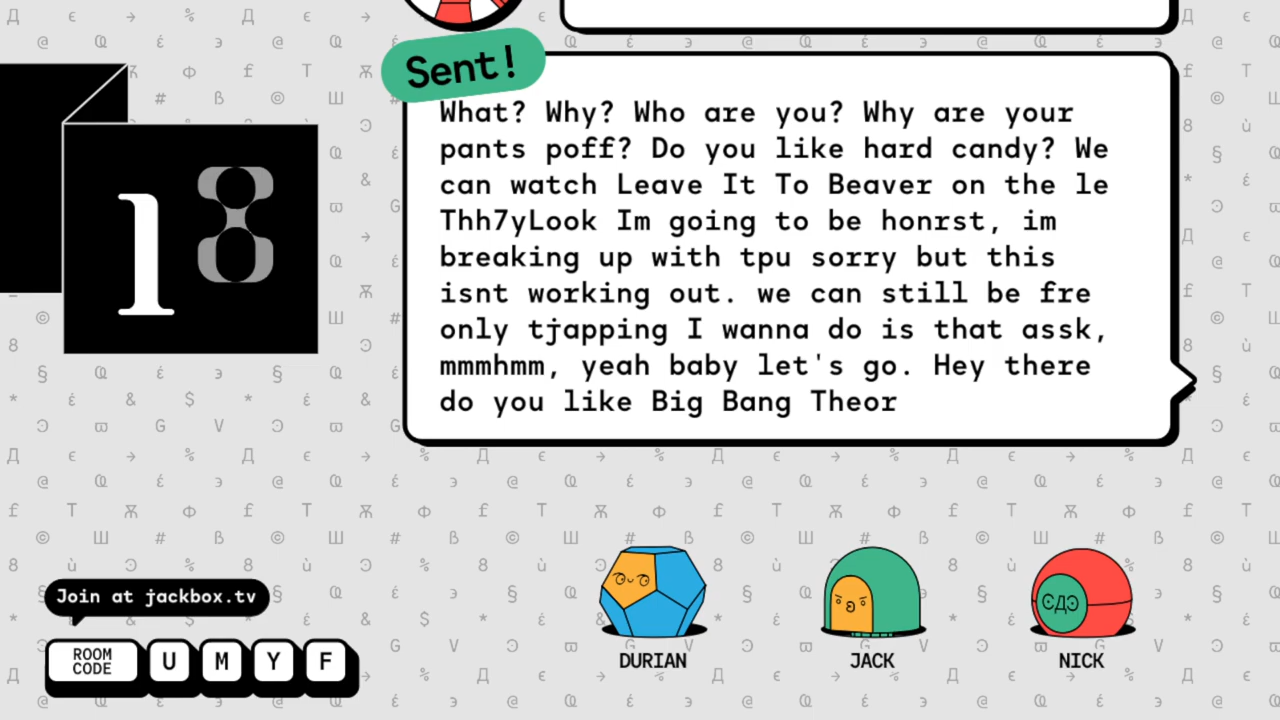 Sent!
What? Why? Who are you? Why are your
pants poff? Do you like hard candy? We
can watch Leave It To Beaver on the le
Thh7yLook Im going to be honrst, im
breaking up with tpu sorry but this
isnt working out. we can still be fre
only tjapping I wanna do is that assk,
mmmhmm, yeah baby let's go. Hey there
do you like Big Bang Theor
18
Join at jackbox.tv
ROOM
CODE
U M Y F
DURIAN
JACK
NICK